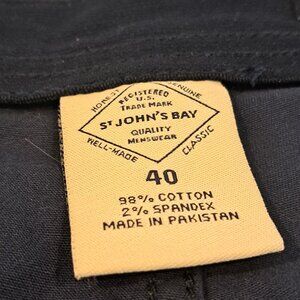 HONEST GENUINE
REGISTERED
U.S.
TRADE MARK
ST JOHN'S BAY
QUALITY
MENSWEAR
WELL-MADE CLASSIC
40
98% COTTON
2% SPANDEX
MADE IN PAKISTAN